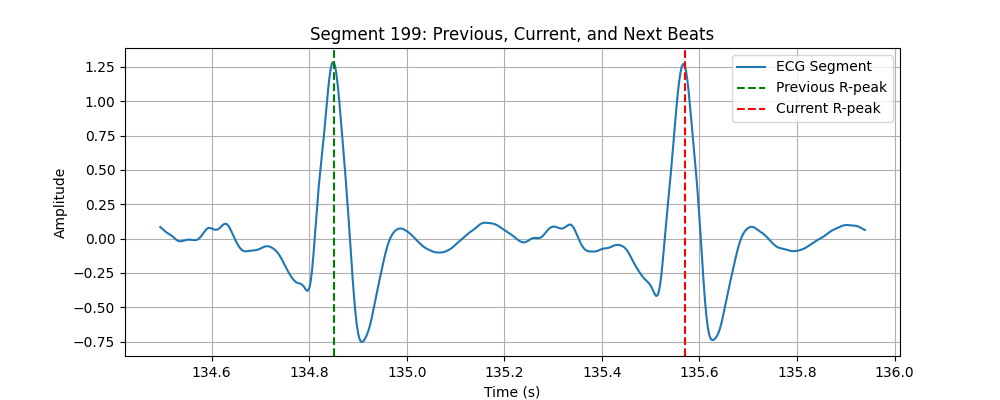 Segment 199: Previous, Current, and Next Beats
ECG Segment
Previous R-peak
Current R-peak
1.25
1.00
0.75
0.50
0.25
0.00
−0.25
−0.50
−0.75
Amplitude
134.6 134.8 135.0 135.2 135.4 135.6 135.8 136.0
Time (s)